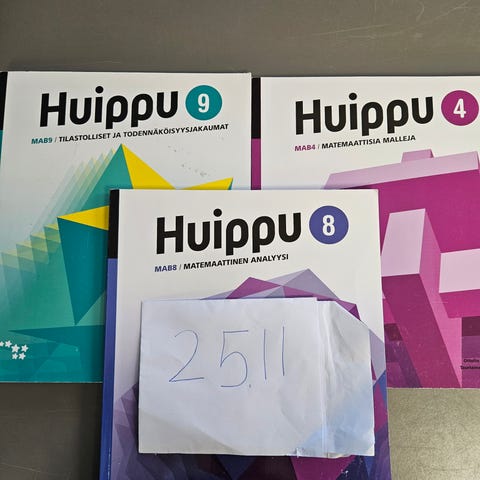 Huippu 9
MAB9 / TILASTOLLISET JA TODENNÄKÖISYYSJAKAUMAT
Huippu 4
MAB4 / MATEMAATTISIA MALLEJA
Huippu 8
MAB8 / MATEMAATTINEN ANALYYSI
25.11